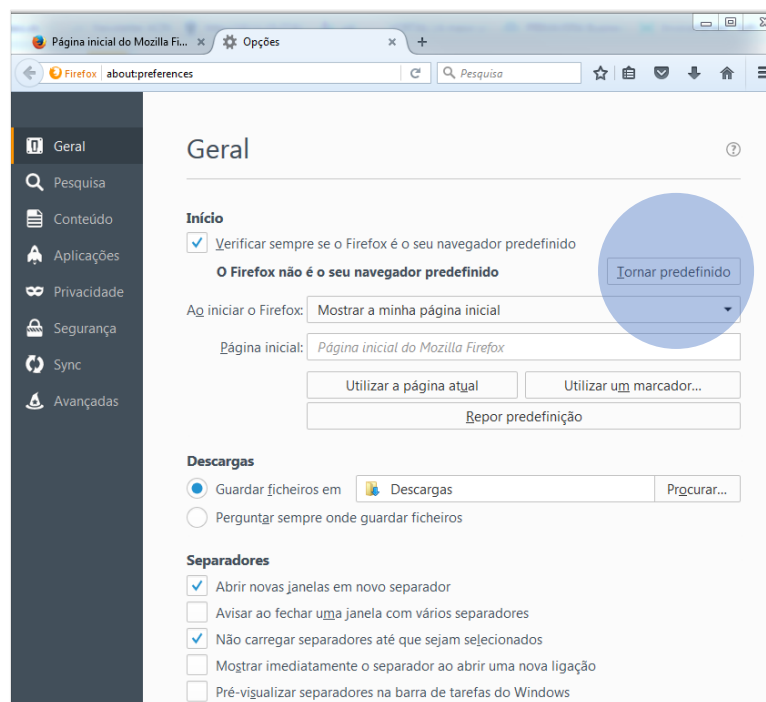 Página inicial do Mozilla Fi...
Opções
Firefox about:preferences
Pesquisa
Geral
Pesquisa
Conteúdo
Aplicações
Privacidade
Segurança
Sync
Avançadas
Geral
Início
Verificar sempre se o Firefox é o seu navegador predefinido
O Firefox não é o seu navegador predefinido Tornar predefinido
Ao iniciar o Firefox: Mostrar a minha página inicial
Página inicial: Página inicial do Mozilla Firefox
Utilizar a página atual Utilizar um marcador...
Repor predefinição
Descargas
Guardar ficheiros em Descargas Procurar...
Perguntar sempre onde guardar ficheiros
Separadores
Abrir novas janelas em novo separador
Avisar ao fechar uma janela com vários separadores
Não carregar separadores até que sejam selecionados
Mostrar imediatamente o separador ao abrir uma nova ligação
Pré-visualizar separadores na barra de tarefas do Windows